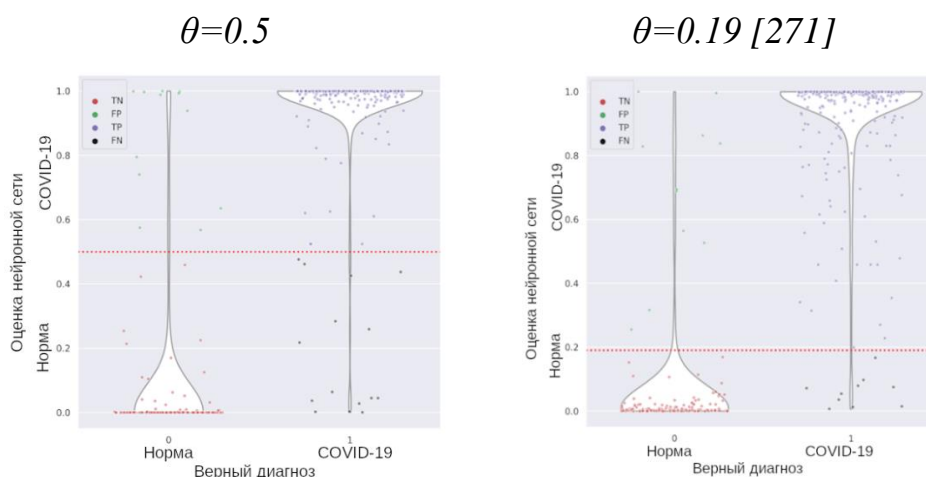 θ=0.5
θ=0.19 [271]
1.0
0.8
0.6
0.4
0.2
0.0
TN
FP
TP
FN
Оценка нейронной сети
COVID-19
Норма
0
1
Норма
COVID-19
Верный диагноз
1.0
0.8
0.6
0.4
0.2
0.0
TN
FP
TP
FN
Оценка нейронной сети
COVID-19
Норма
0
1
Норма
COVID-19
Верный диагноз